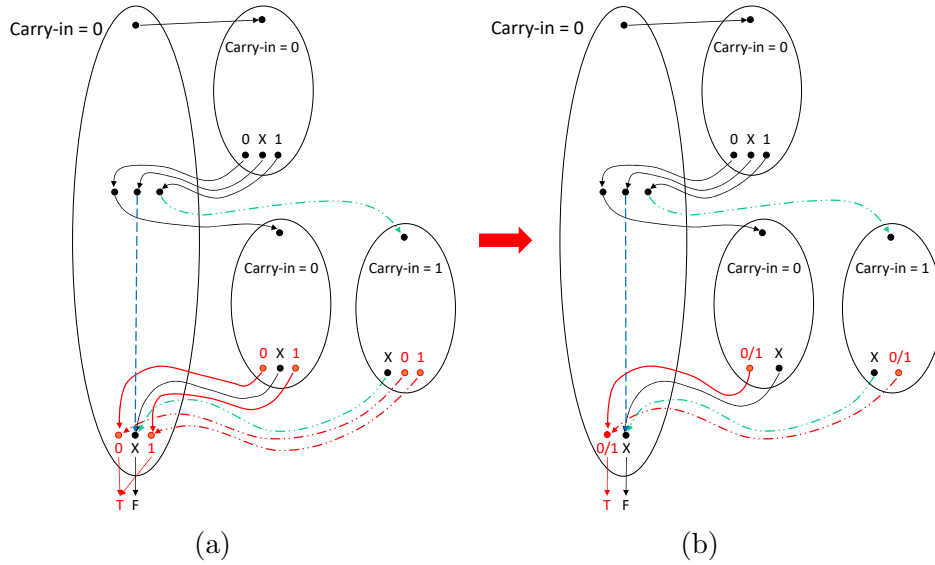 Carry-in = 0
Carry-in = 0
0 X 1
Carry-in = 0
Carry-in = 1
0 X 1
X 0 1
0 X 1
T F
(a)
Carry-in = 0
Carry-in = 0
0 X 1
Carry-in = 0
Carry-in = 1
0/1 X
X 0/1
0/1 X
T F
(b)